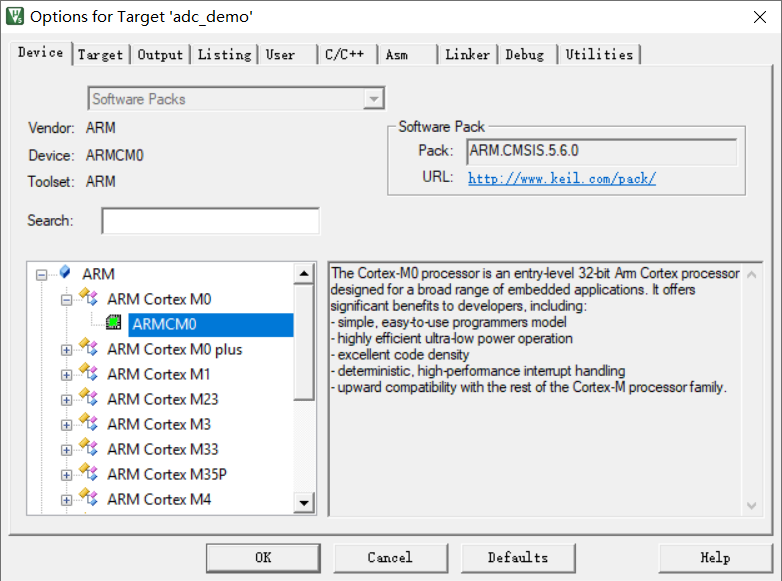 Options for Target 'adc_demo'
Device Target Output Listing User C/C++ Asm Linker Debug Utilities
Software Packs
Vendor: ARM
Device: ARMCM0
Toolset: ARM
Software Pack
Pack: ARM.CMSIS.5.6.0
URL: http://www.keil.com/pack/
Search:
ARM
ARM Cortex M0
ARMCM0
ARM Cortex M0 plus
ARM Cortex M1
ARM Cortex M23
ARM Cortex M3
ARM Cortex M33
ARM Cortex M35P
ARM Cortex M4
The Cortex-M0 processor is an entry-level 32-bit Arm Cortex processor
designed for a broad range of embedded applications. It offers
significant benefits to developers, including:
- simple, easy-to-use programmers model
- highly efficient ultra-low power operation
- excellent code density
- deterministic, high-performance interrupt handling
- upward compatibility with the rest of the Cortex-M processor family.
OK Cancel Defaults Help